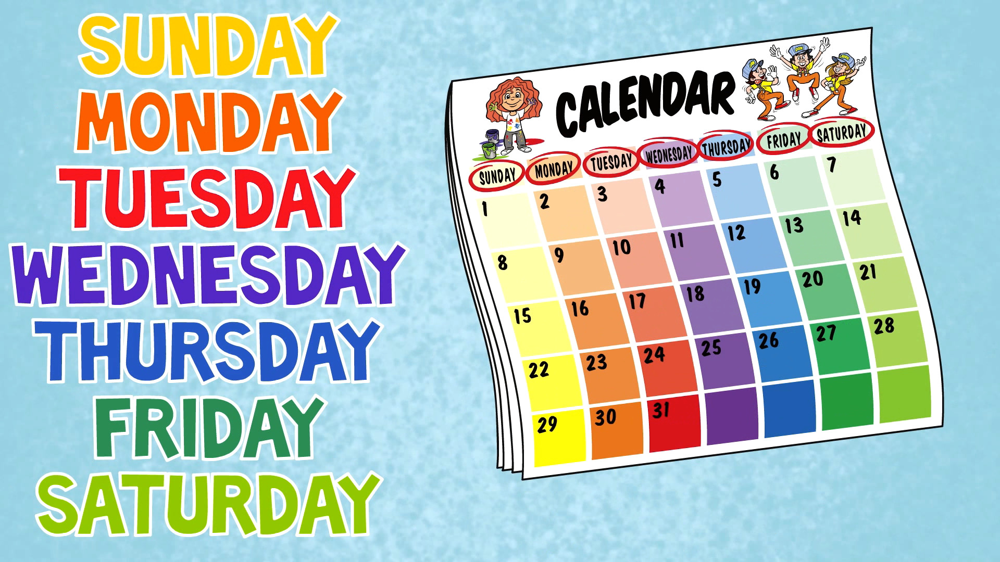 SUNDAY
MONDAY
TUESDAY
WEDNESDAY
THURSDAY
FRIDAY
SATURDAY
CALENDAR
DON
LAURIE
SUNDAY MONDAY TUESDAY WEDNESDAY THURSDAY FRIDAY SATURDAY
1 2 3 4 5 6 7
8 9 10 11 12 13 14
15 16 17 18 19 20 21
22 23 24 25 26 27 28
29 30 31